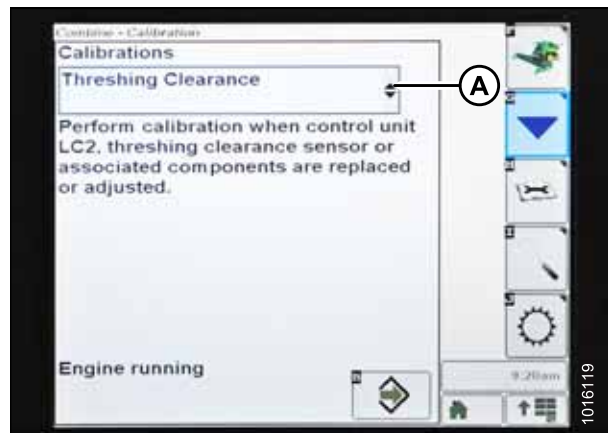 Combine - Calibration
Calibrations
Threshing Clearance
A
Perform calibration when control unit
LC2, threshing clearance sensor or
associated components are replaced
or adjusted.
Engine running
9:20am
1016119